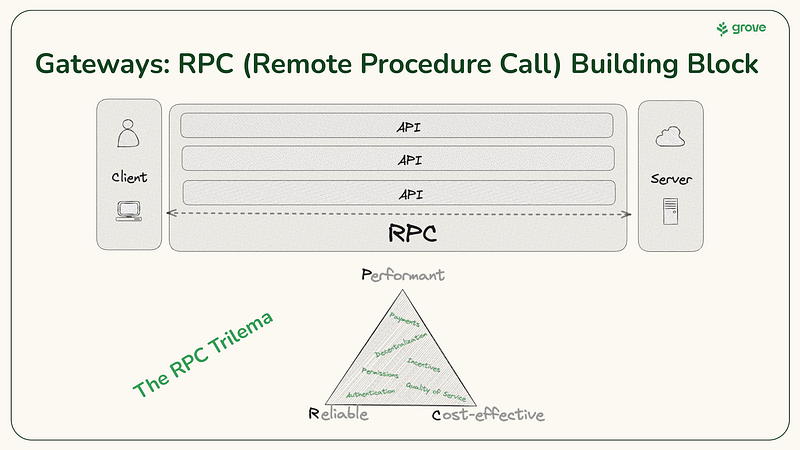 grove
Gateways: RPC (Remote Procedure Call) Building Block
Client
API
API
API
RPC
Server
The RPC Trilema
Performant
Payments
Decentralization
Incentives
Permissions
Quality of Service
Authentication
Reliable
Cost-effective